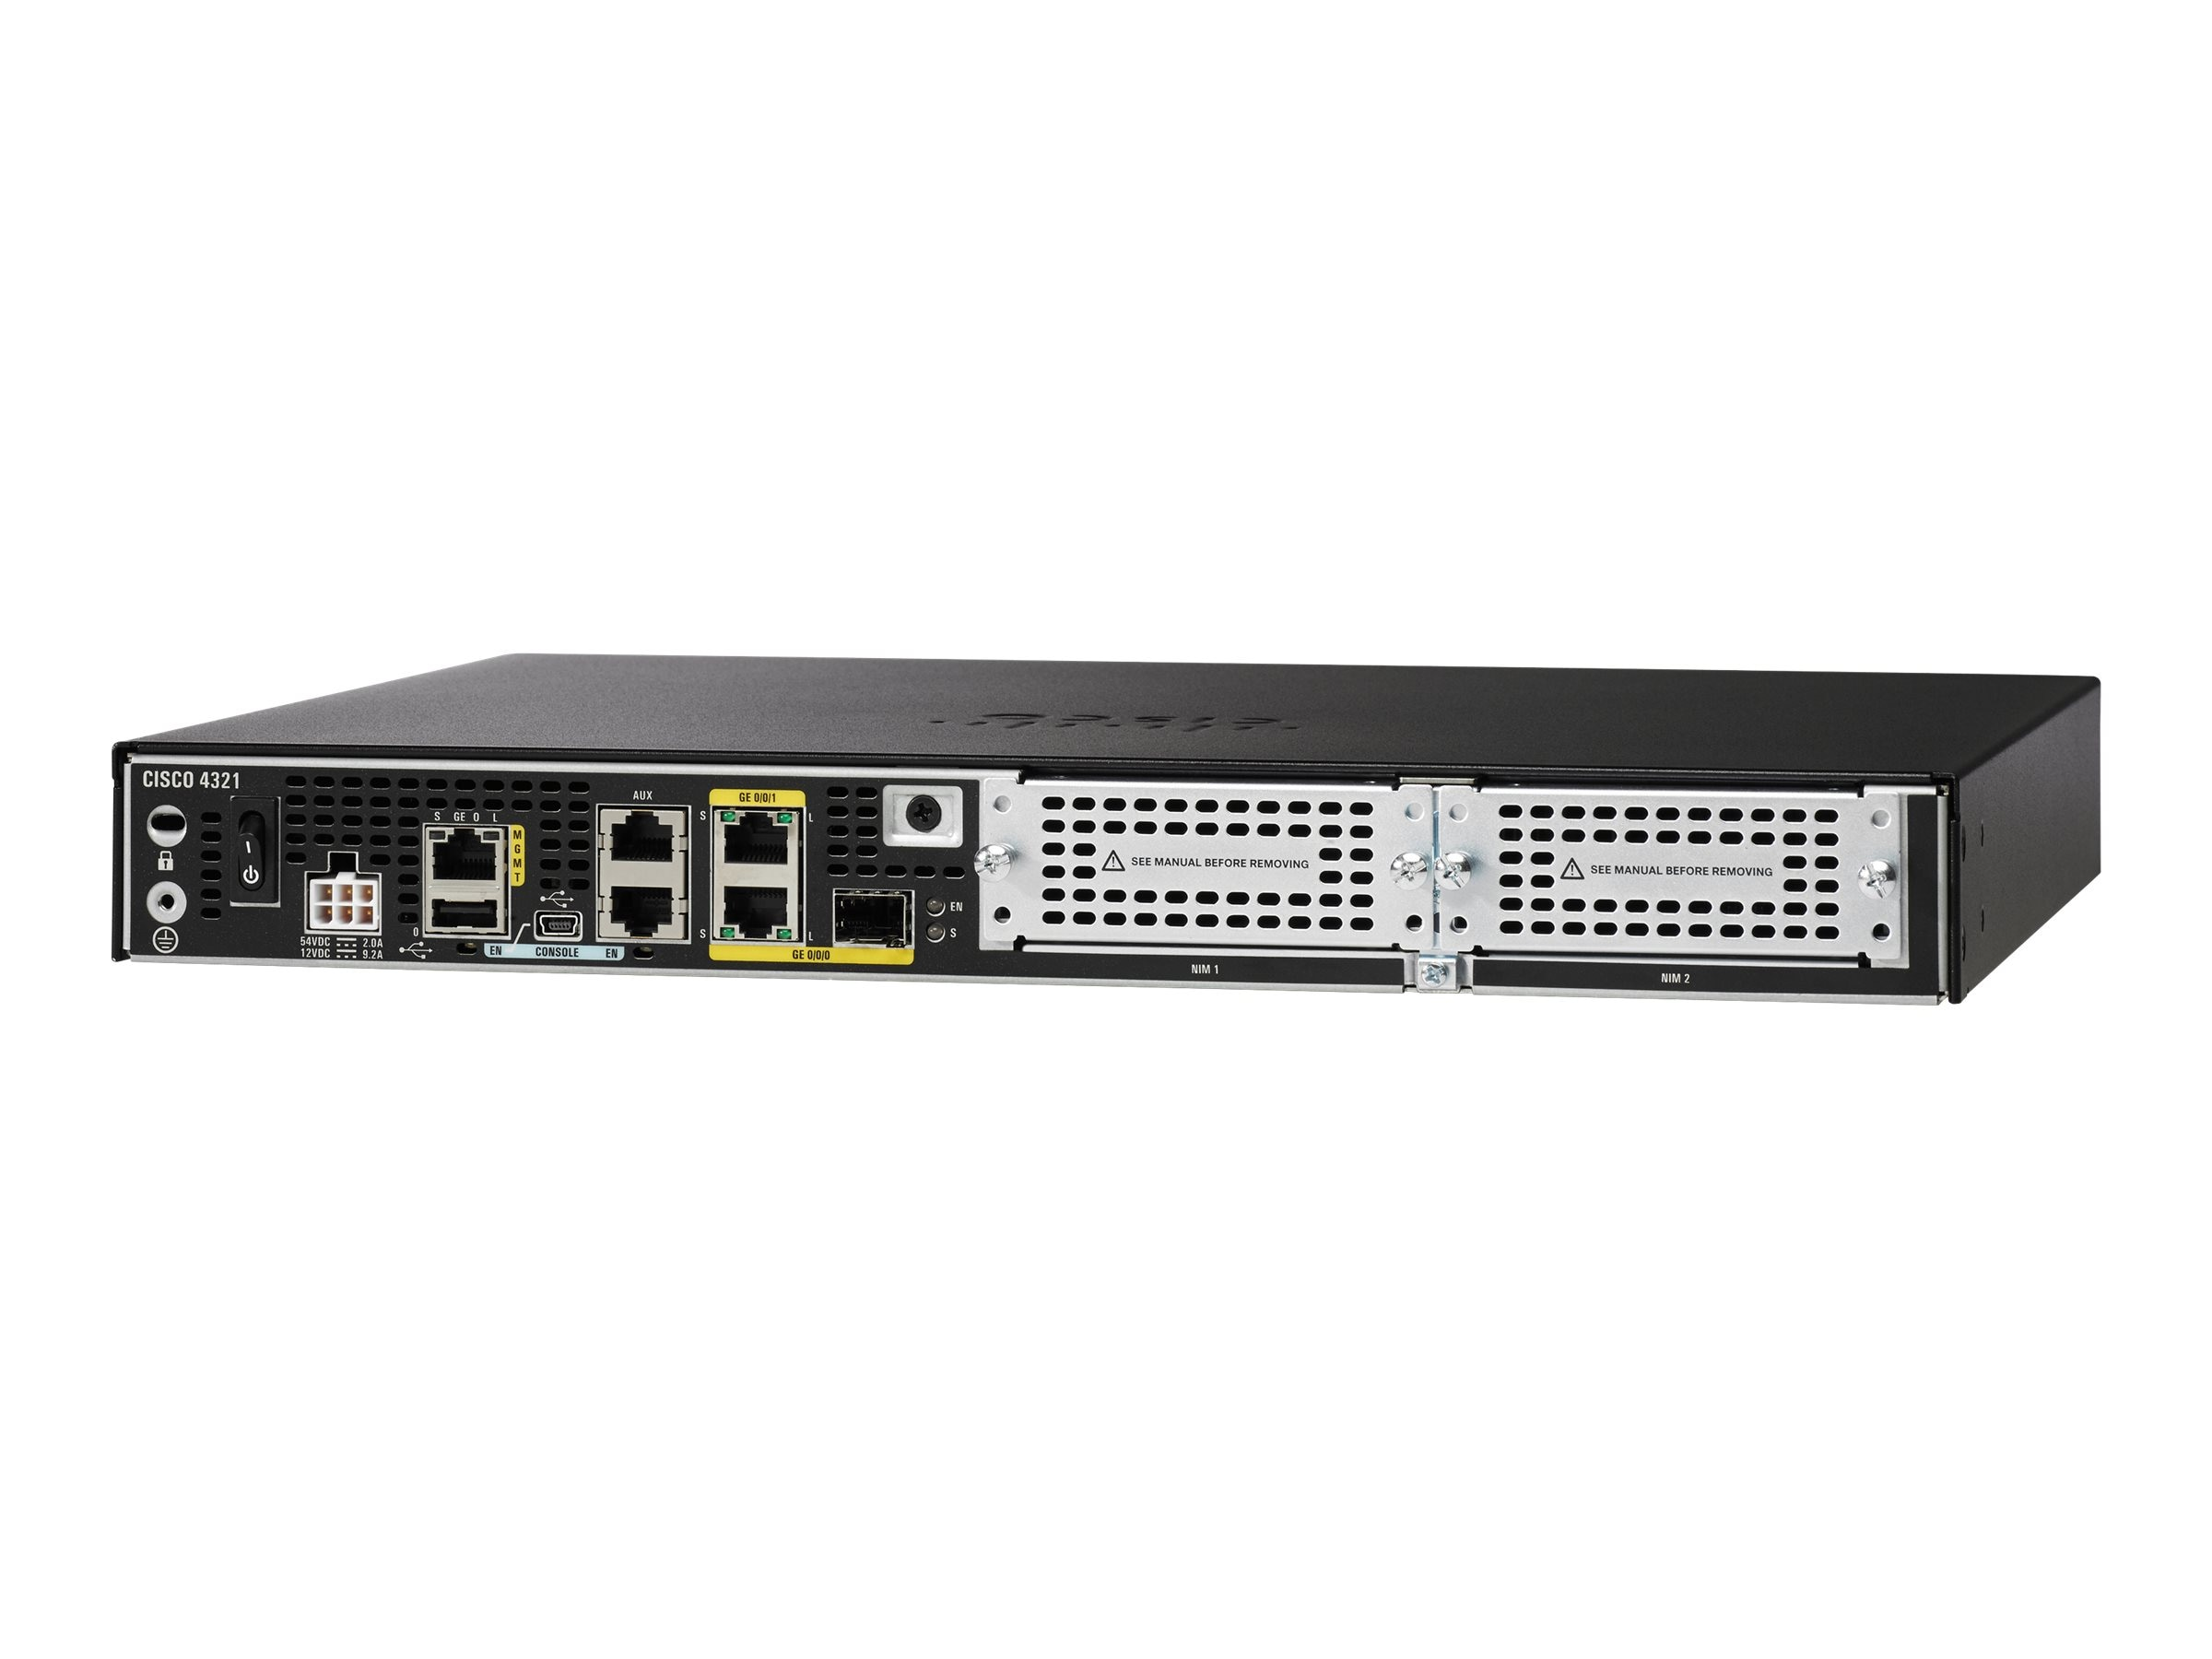 CISCO
CISCO 4321
S GE 0 L
MGMT
54VDC 2.0A
12VDC 9.2A
0
EN CONSOLE EN
AUX
GE 0/0/1
S L
S L
GE 0/0/0
EN
S
SEE MANUAL BEFORE REMOVING
NIM 1
SEE MANUAL BEFORE REMOVING
NIM 2